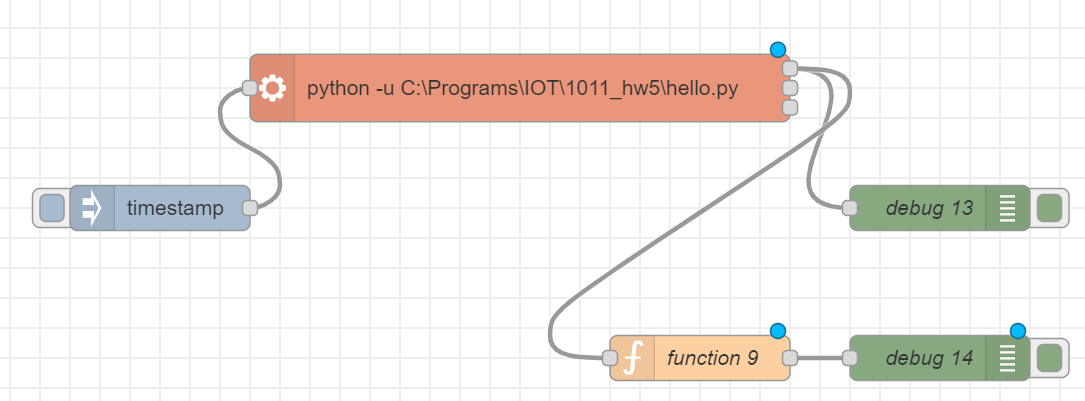 python -u C:\Programs\IOT\1011_hw5\hello.py
timestamp
debug 13
function 9
debug 14